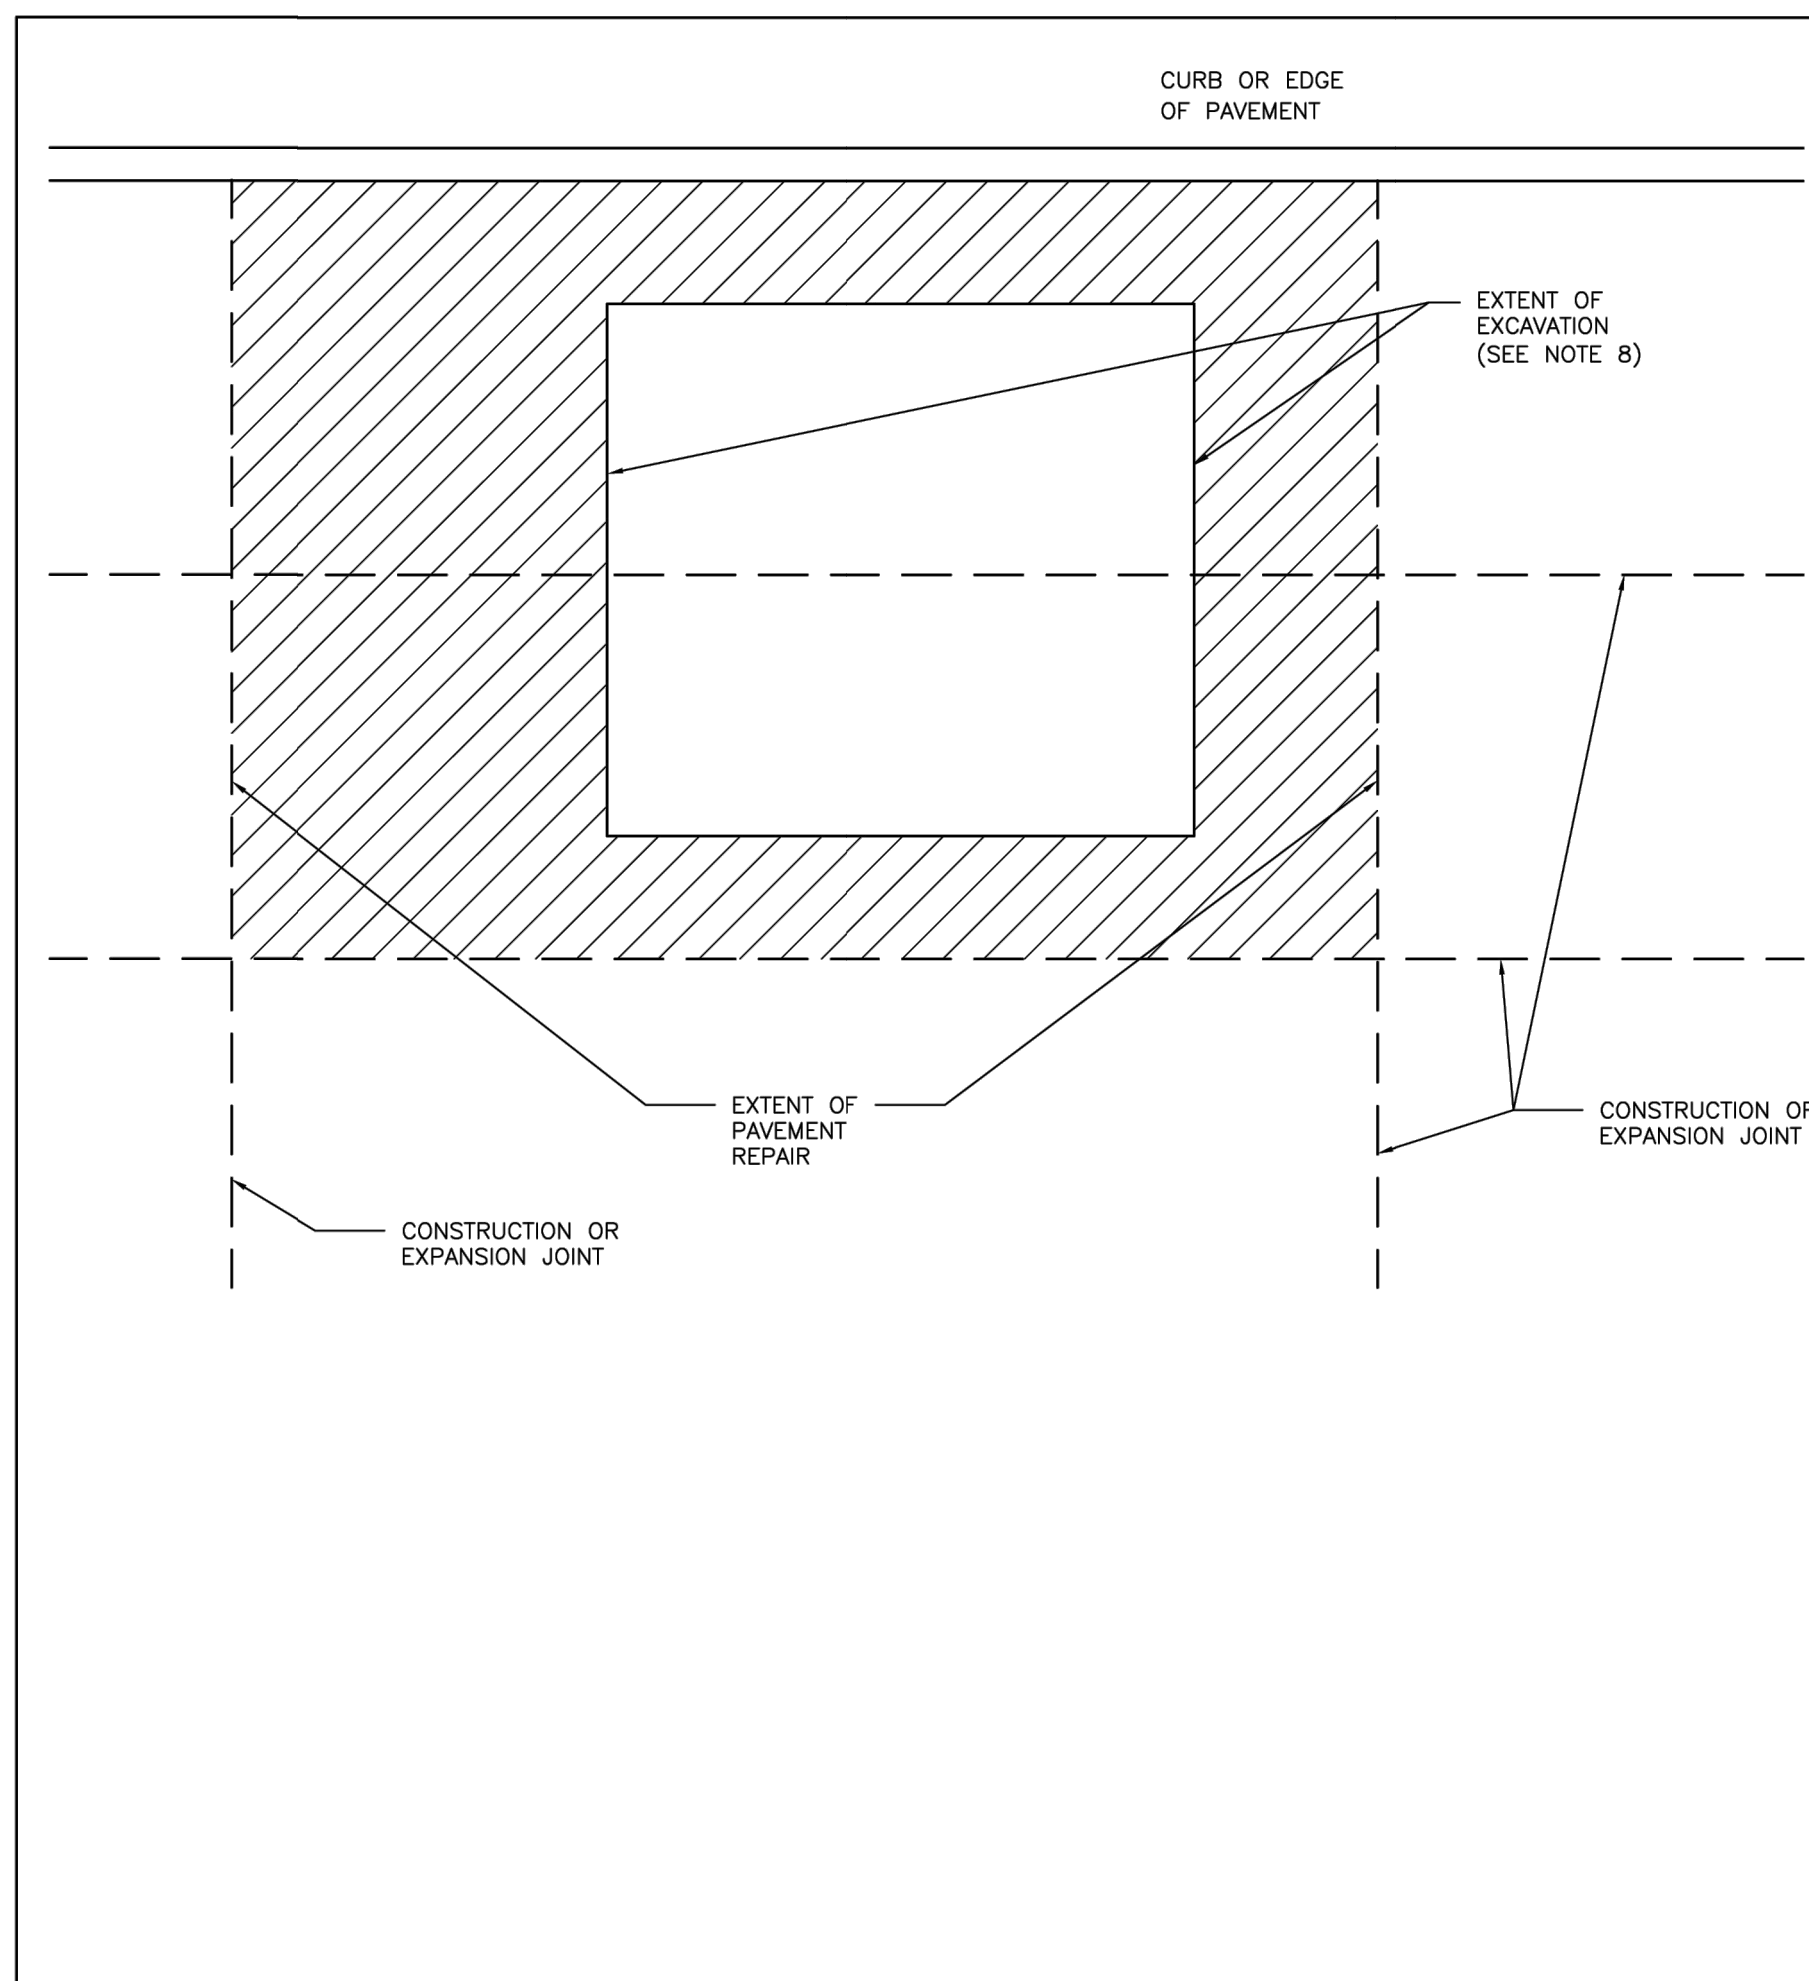 CURB OR EDGE
OF PAVEMENT
EXTENT OF
EXCAVATION
(SEE NOTE 8)
EXTENT OF
PAVEMENT
REPAIR
CONSTRUCTION OR
EXPANSION JOINT
CONSTRUCTION OR
EXPANSION JOINT